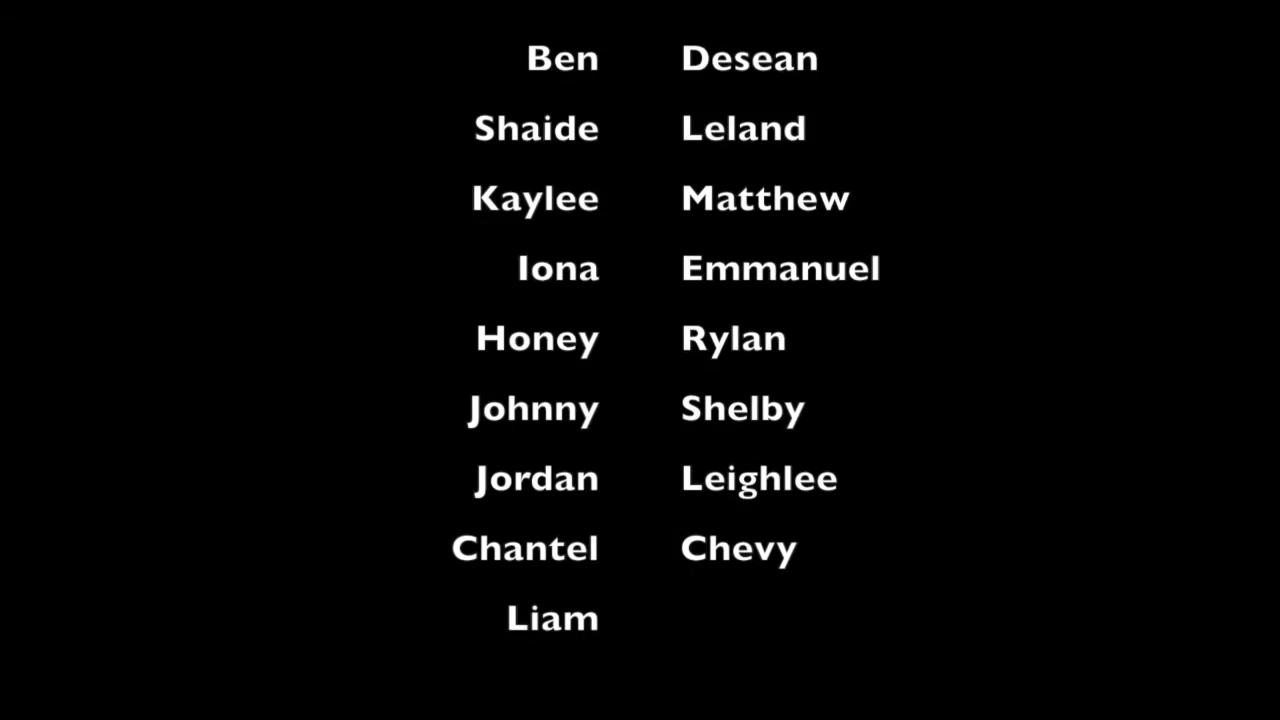 Ben Desean
Shaide Leland
Kaylee Matthew
Iona Emmanuel
Honey Rylan
Johnny Shelby
Jordan Leighlee
Chantel Chevy
Liam